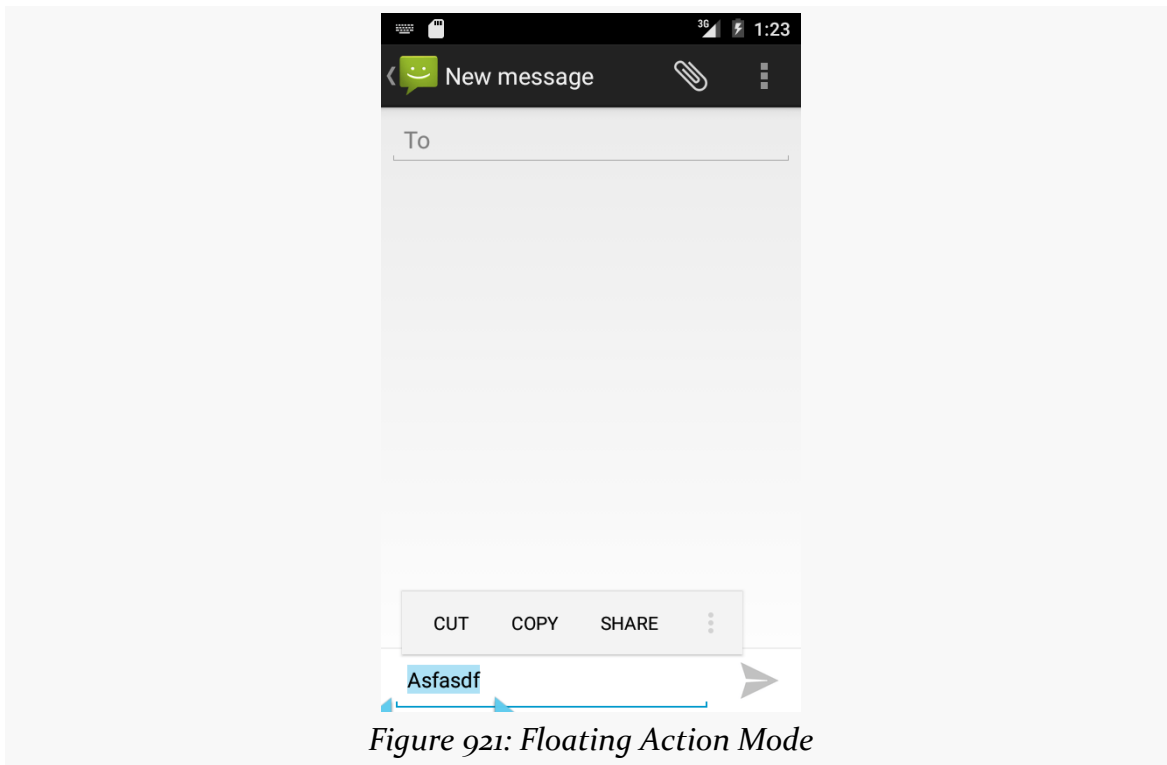 3G 1:23
New message
To
CUT COPY SHARE
Asfasdf
Figure 921: Floating Action Mode